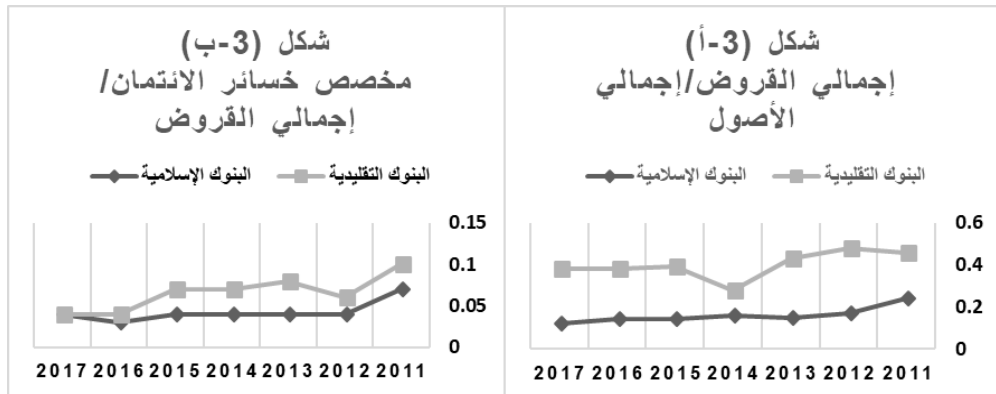 شكل (3-أ)
إجمالي القروض/إجمالي
الأصول
البنوك التقليدية البنوك الإسلامية
0.6
0.4
0.2
0
2017 2016 2015 2014 2013 2012 2011
شكل (3-ب)
مخصص خسائر الائتمان/
إجمالي القروض
البنوك التقليدية البنوك الإسلامية
0.15
0.1
0.05
0
2017 2016 2015 2014 2013 2012 2011